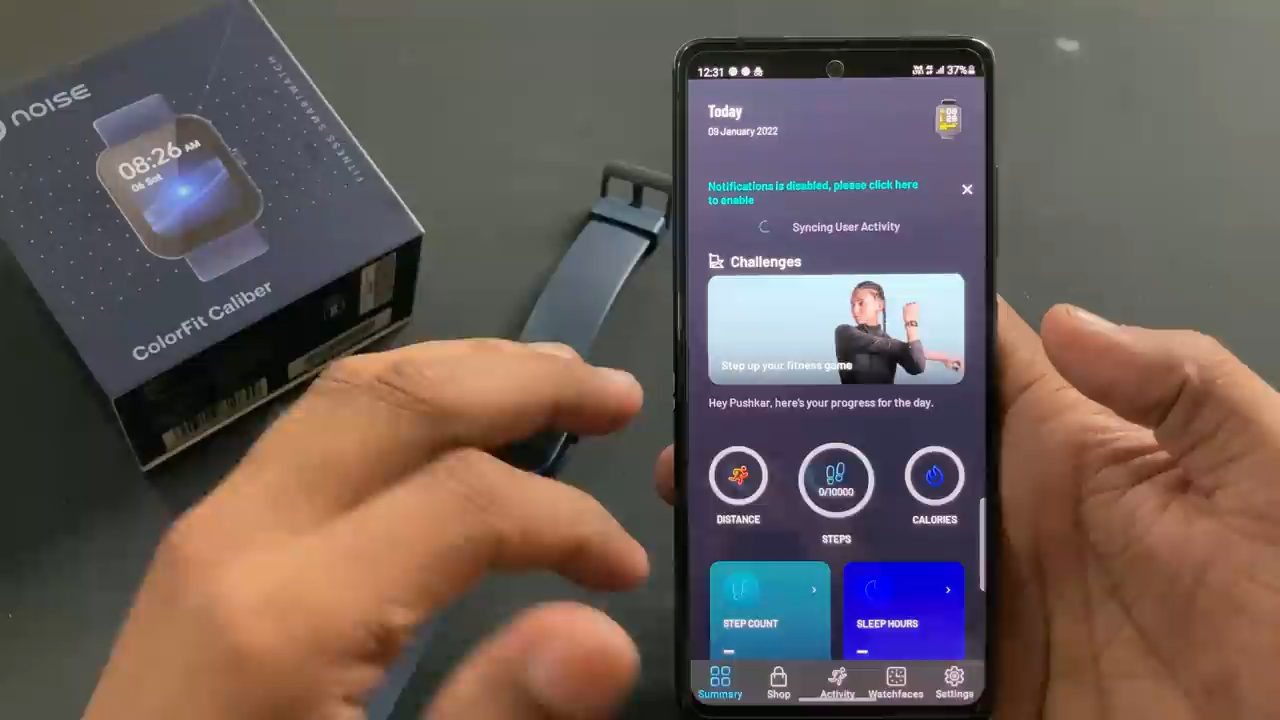 NOISE
FITNESS SMARTWATCH
08:26 AM
06 Sat
ColorFit Caliber
12:31
37%
Today
09 January 2022
08
26
Notifications is disabled, please click here
to enable
Syncing User Activity
Challenges
Step up your fitness game
Hey Pushkar, here's your progress for the day.
0/10000
DISTANCE
STEPS
CALORIES
STEP COUNT
SLEEP HOURS
Summary
Shop
Activity
Watchfaces
Settings